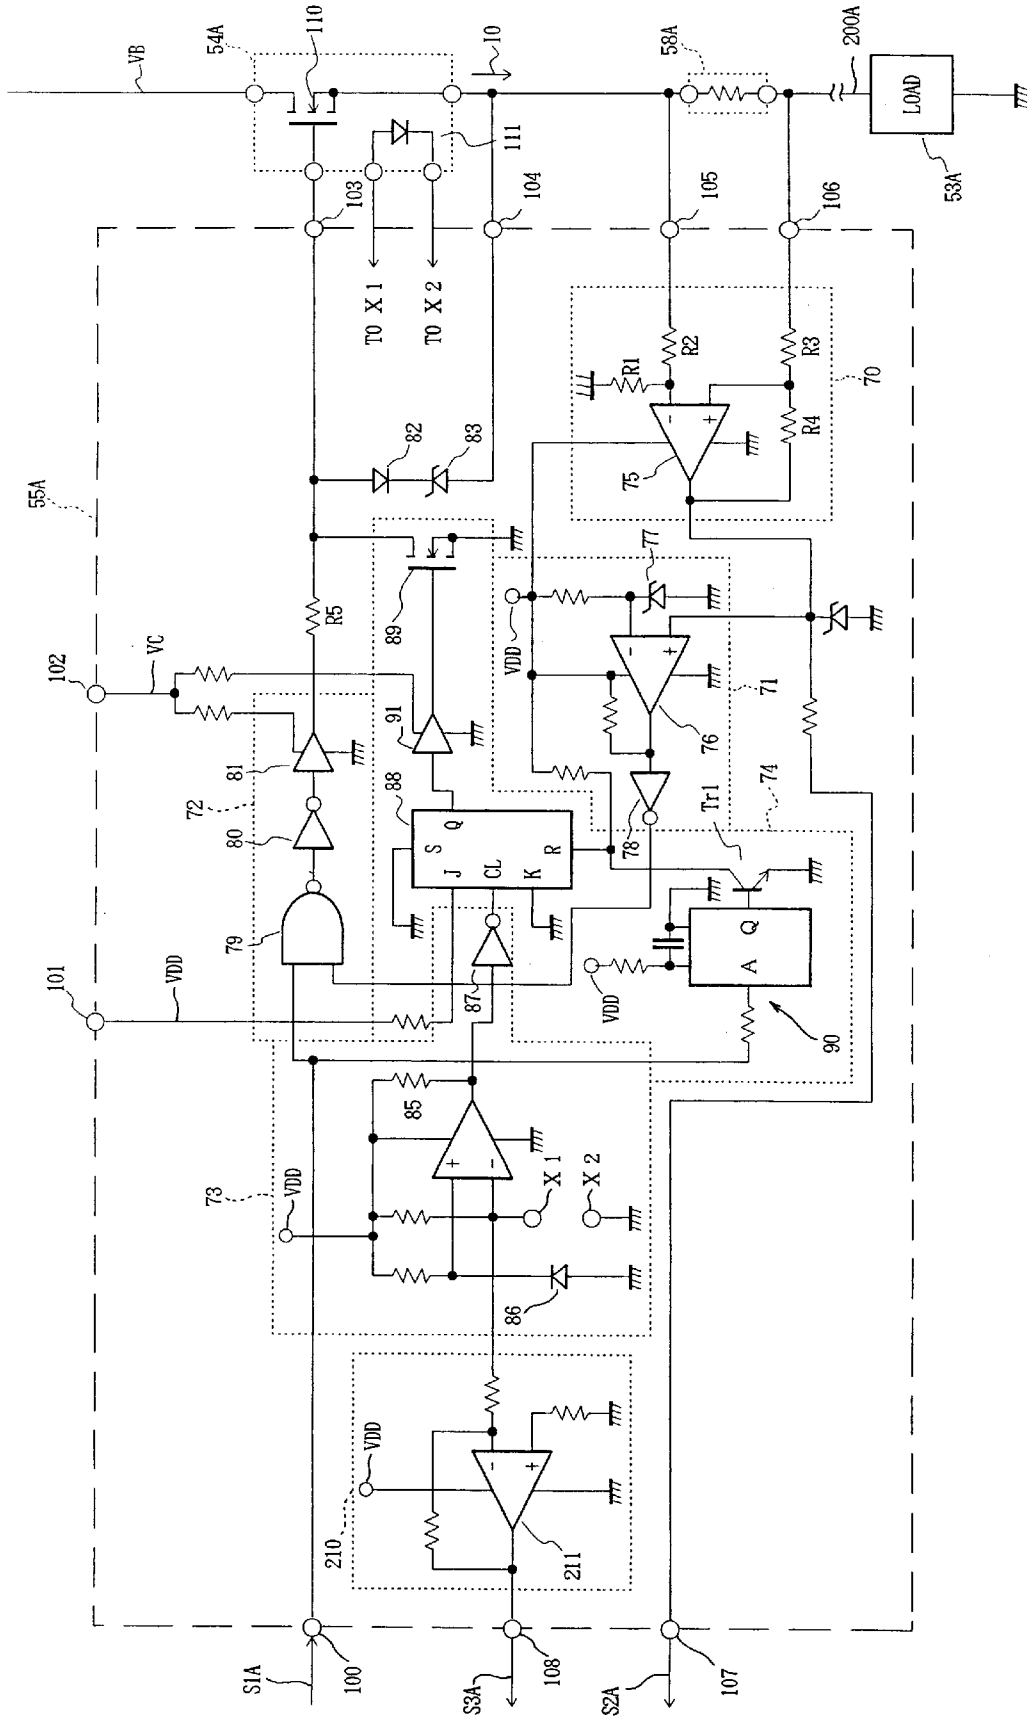 55A
VB
54A
110
10
58A
200A
LOAD
53A
111
103
104
105
106
TO X 1
TO X 2
102
VC
R5
82
83
89
91
R1
R2
R3
R4
75
70
77
VDD
76
71
78
74
Tr1
81
72
80
79
88
S
J
Q
CL
K
R
87
101
VDD
VDD
A
Q
90
73
VDD
85
+
-
X 1
X 2
86
210
VDD
-
+
211
S1A
100
S3A
108
S2A
107
-
+
-
+